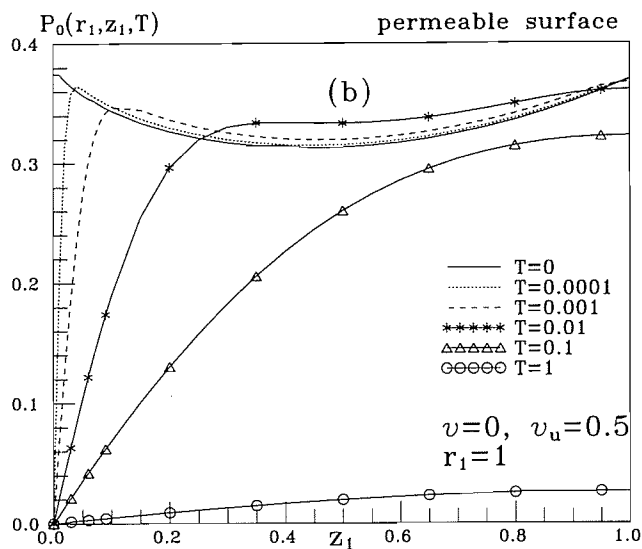 P₀(r₁,z₁,T) permeable surface
0.4
(b)
0.3
0.2
T=0
T=0.0001
T=0.001
T=0.01
T=0.1
T=1
0.1
υ=0, υᵤ=0.5
r₁=1
0.0
0.0 0.2 0.4 0.6 0.8 1.0
z₁